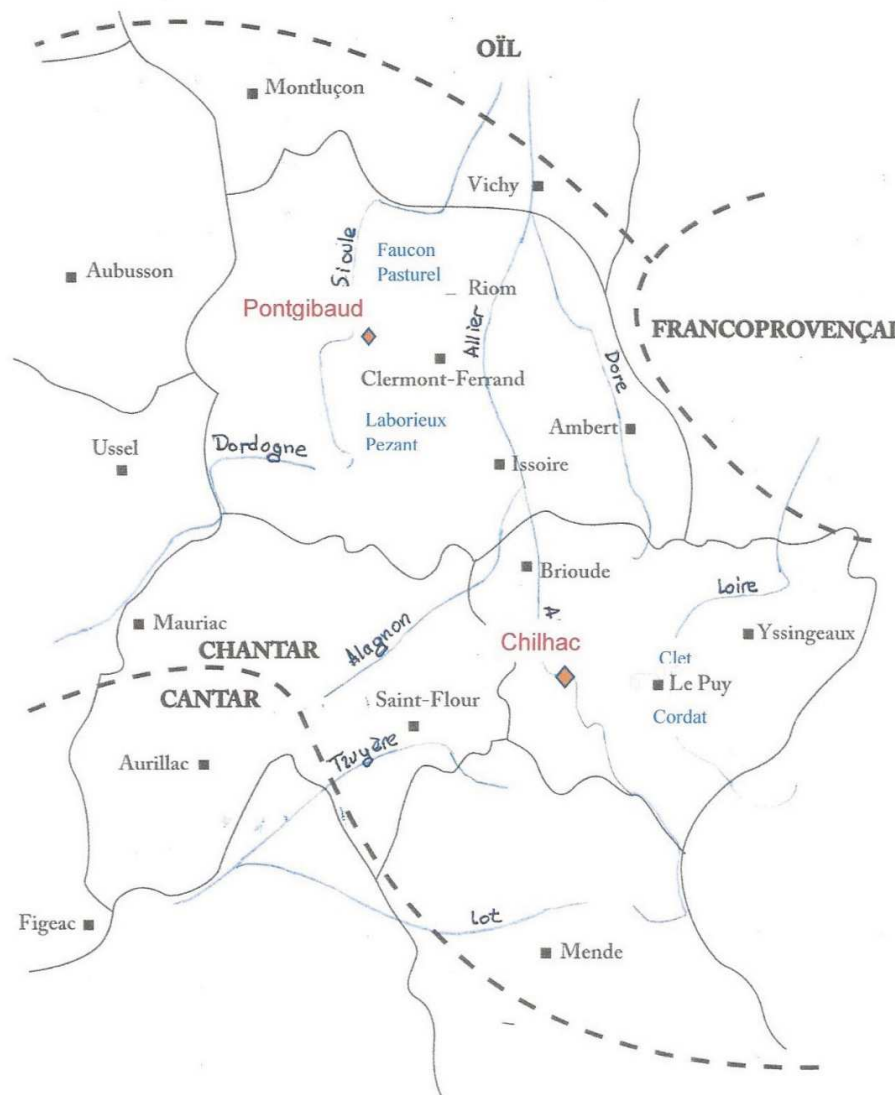 OÏL
Montluçon
Vichy
Sioule
Faucon
Pasturel
Aubusson
Riom
Pontgibaud
Allier
FRANCOPROVENÇAL
Clermont-Ferrand
Dore
Laborieux
Pezant
Ambert
Ussel
Dordogne
Issoire
Brioude
Loire
Mauriac
A
Yssingeaux
CHANTAR
Alagnon
Chilhac
Clet
Le Puy
CANTAR
Saint-Flour
Cordat
Aurillac
Truyère
Figeac
Lot
Mende